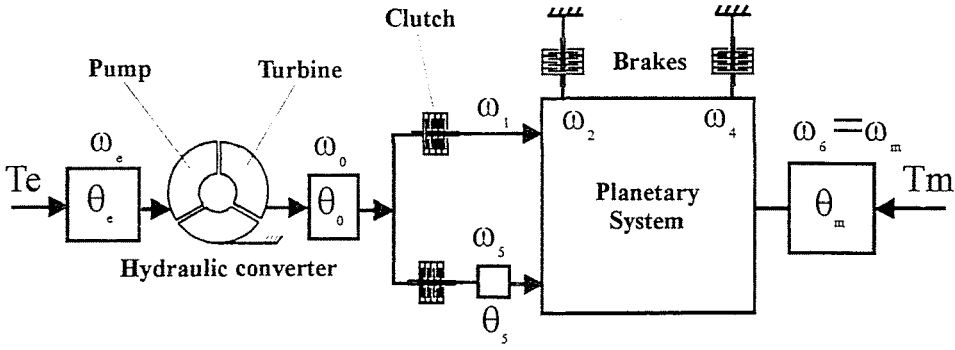 Clutch
Pump Turbine Brakes
ωe ω0 ω1 ω2 ω4 ω6 = ωm
Te θe θ0 Planetary System θm Tm
Hydraulic converter ω5
θ5